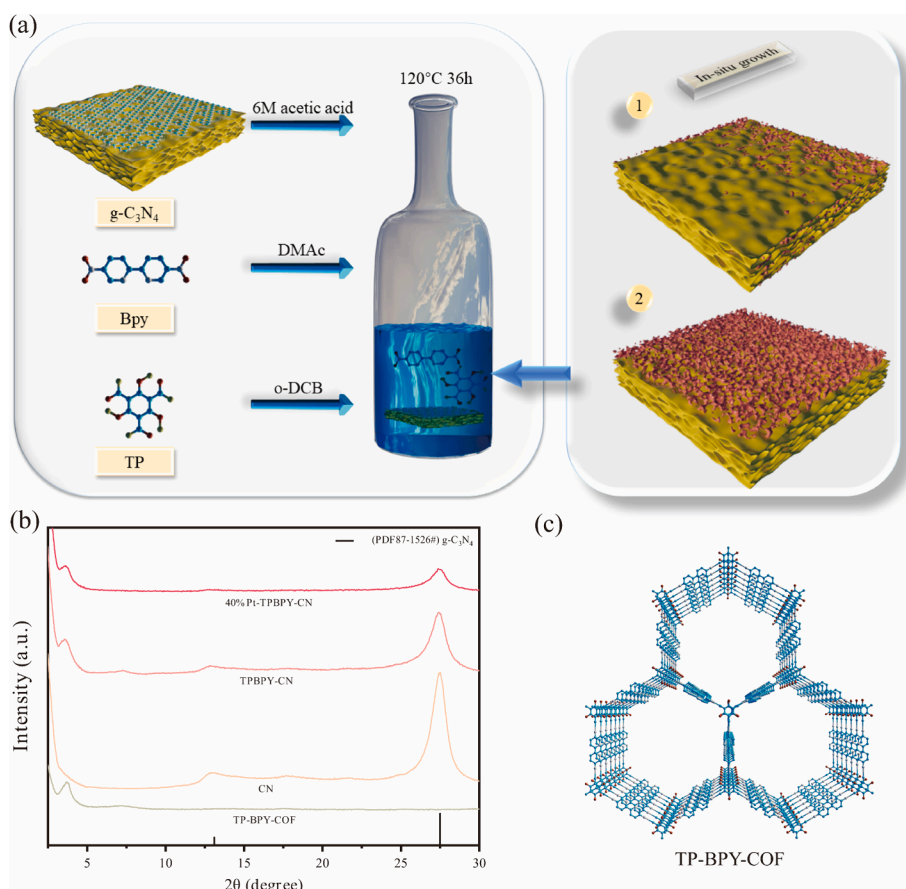 (a)
120°C 36h
6M acetic acid
g-C₃N₄
DMAc
Bpy
o-DCB
TP
In-situ growth
1
2
(b)
(PDF87-1526#) g-C₃N₄
40%Pt-TPBPY-CN
TPBPY-CN
CN
TP-BPY-COF
Intensity (a.u.)
5 10 15 20 25 30
2θ (degree)
(c)
TP-BPY-COF